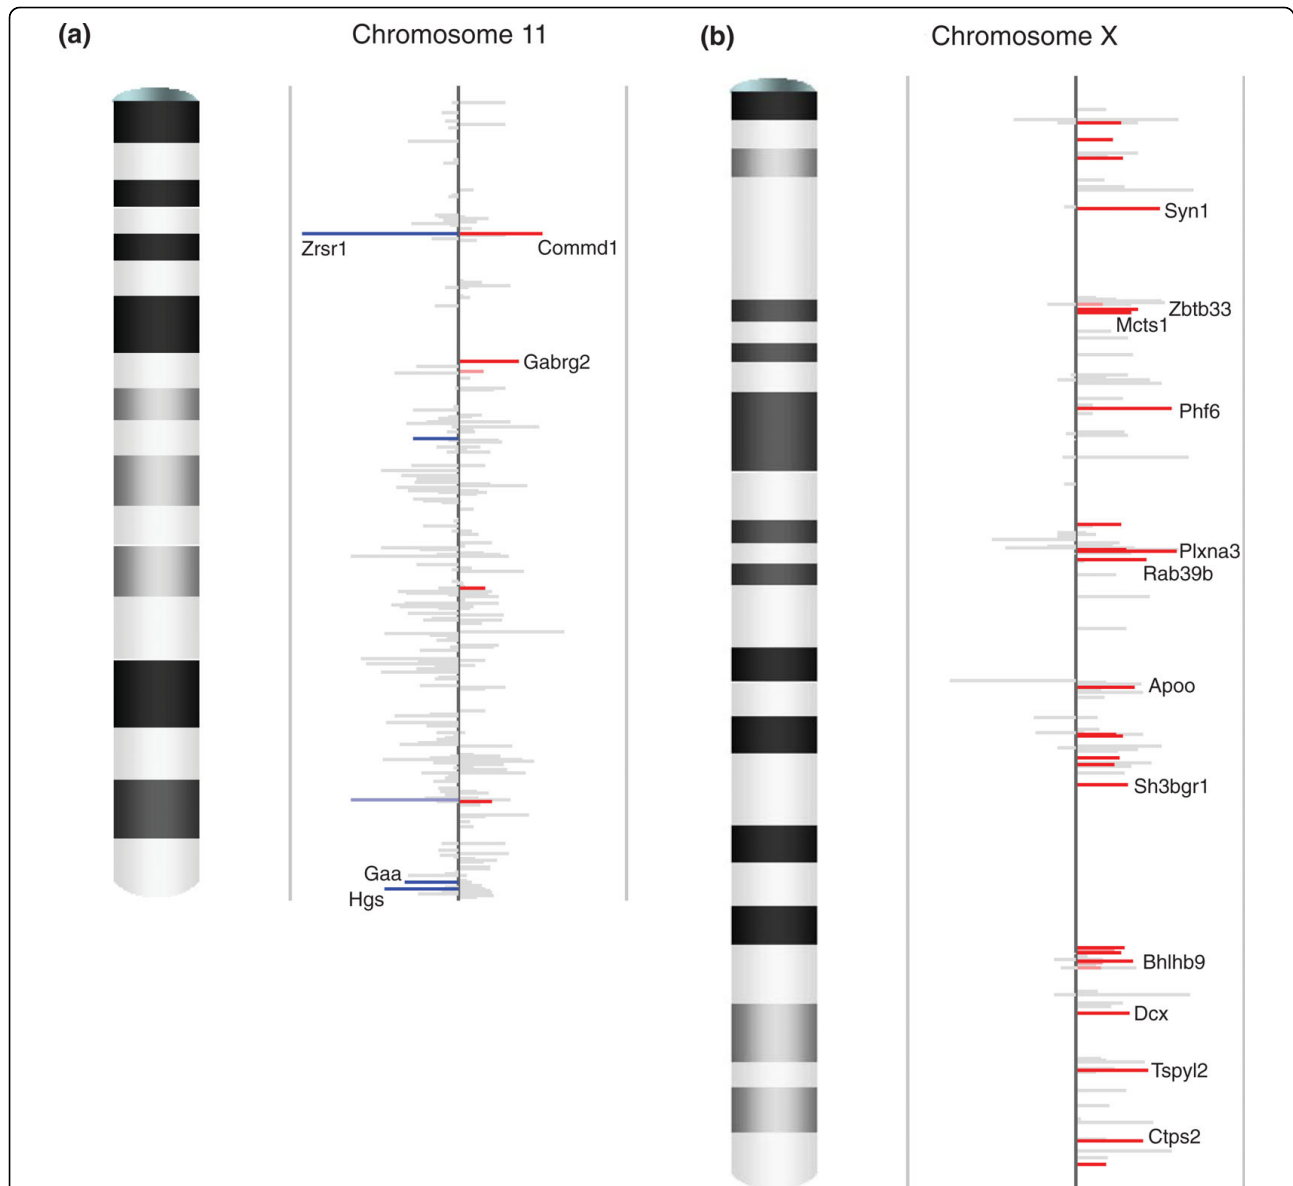 (a) Chromosome 11
Zrsr1 Commd1
Gabrg2
Gaa
Hgs
(b) Chromosome X
Syn1
Zbtb33
Mcts1
Phf6
Plxna3
Rab39b
Apoo
Sh3bgr1
Bhlhb9
Dcx
Tspyl2
Ctps2